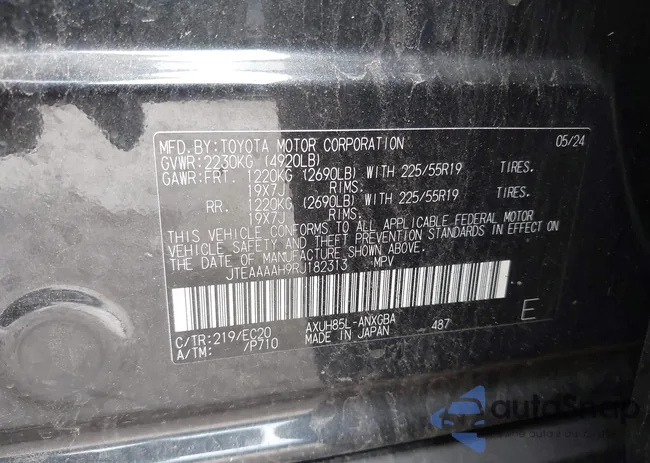 MFD.BY:TOYOTA MOTOR CORPORATION 05/24
GVWR:2230KG (4920LB)
GAWR:FRT. 1220KG (2690LB) WITH 225/55R19 TIRES.
19X7J RIMS.
RR. 1220KG (2690LB) WITH 225/55R19 TIRES.
19X7J RIMS.
THIS VEHICLE CONFORMS TO ALL APPLICABLE FEDERAL MOTOR
VEHICLE SAFETY AND THEFT PREVENTION STANDARDS IN EFFECT ON
THE DATE OF MANUFACTURE SHOWN ABOVE.
JTEAAAAH9RJ182313 MPV
C/TR:219/EC20 AXUH85L-ANXGBA 487 E
A/TM: /P710 MADE IN JAPAN
autoSnap